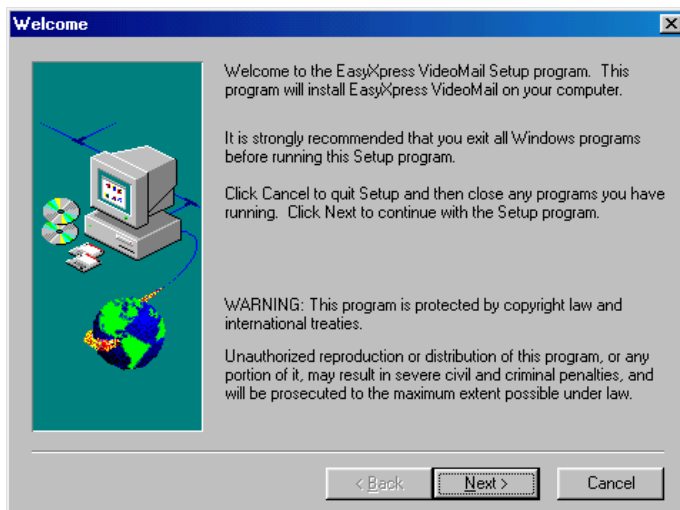 Welcome
Welcome to the EasyXpress VideoMail Setup program. This
program will install EasyXpress VideoMail on your computer.
It is strongly recommended that you exit all Windows programs
before running this Setup program.
Click Cancel to quit Setup and then close any programs you have
running. Click Next to continue with the Setup program.
WARNING: This program is protected by copyright law and
international treaties.
Unauthorized reproduction or distribution of this program, or any
portion of it, may result in severe civil and criminal penalties, and
will be prosecuted to the maximum extent possible under law.
< Back
Next >
Cancel